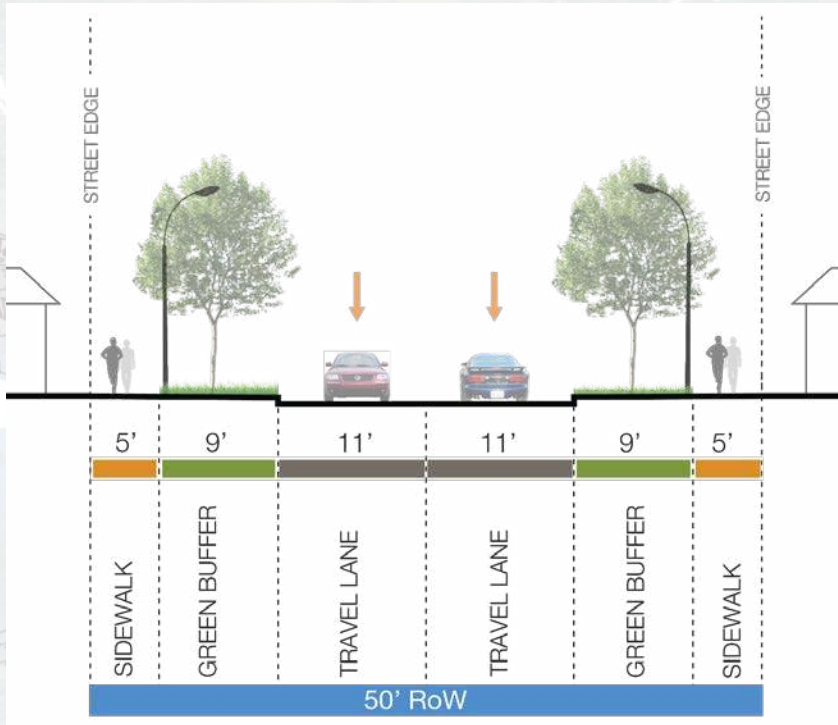 STREET EDGE
STREET EDGE
5' 9' 11' 11' 9' 5'
SIDEWALK
GREEN BUFFER
TRAVEL LANE
TRAVEL LANE
GREEN BUFFER
SIDEWALK
50' RoW